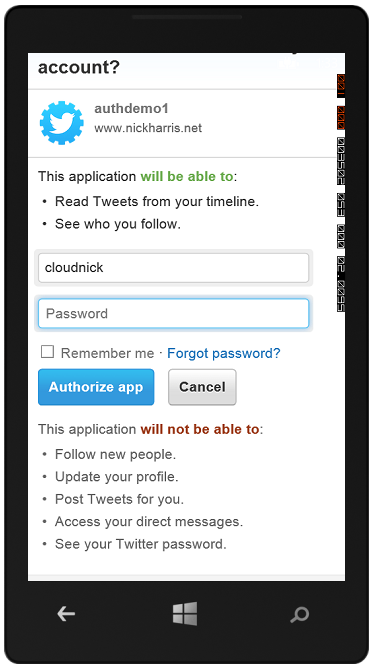 account?
authdemo1
www.nickharris.net
This application will be able to:
• Read Tweets from your timeline.
• See who you follow.
cloudnick
Password
Remember me · Forgot password?
Authorize app
Cancel
This application will not be able to:
• Follow new people.
• Update your profile.
• Post Tweets for you.
• Access your direct messages.
• See your Twitter password.